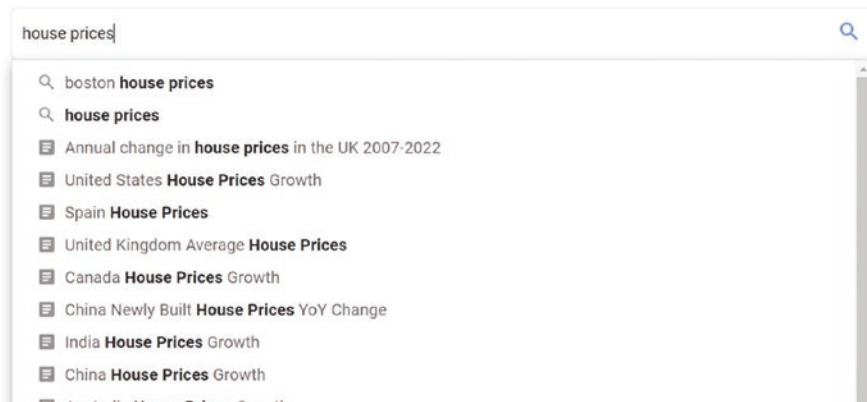 house prices
boston house prices
house prices
Annual change in house prices in the UK 2007-2022
United States House Prices Growth
Spain House Prices
United Kingdom Average House Prices
Canada House Prices Growth
China Newly Built House Prices YoY Change
India House Prices Growth
China House Prices Growth